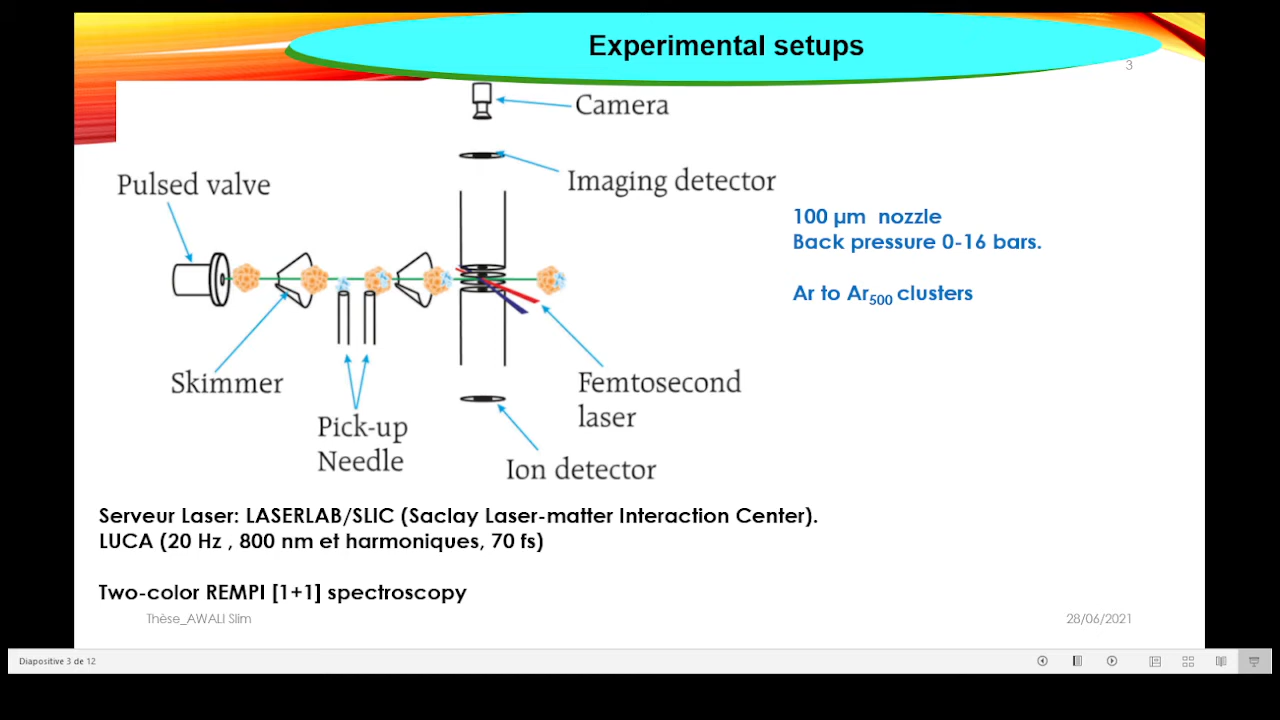 Experimental setups
3
Camera
Imaging detector
Pulsed valve
100 µm  nozzle
Back pressure 0-16 bars.
Ar to Ar500 clusters
Skimmer
Femtosecond
laser
Pick-up
Needle
Ion detector
Serveur Laser: LASERLAB/SLIC (Saclay Laser-matter Interaction Center).
LUCA (20 Hz , 800 nm et harmoniques, 70 fs)
Two-color REMPI [1+1] spectroscopy
Thèse_AWALI Slim
28/06/2021
Diapositive 3 de 12